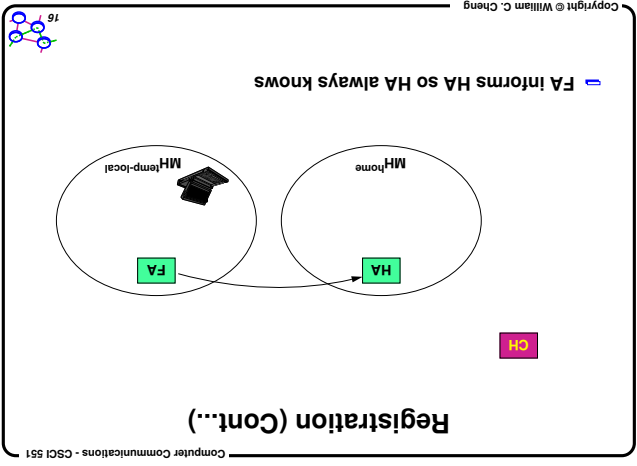 Computer Communications - CSCI 551
Registration (Cont...)
CH
HA
FA
MHhome
MHtemp-local
FA informs HA so HA always knows
16
Copyright © William C. Cheng